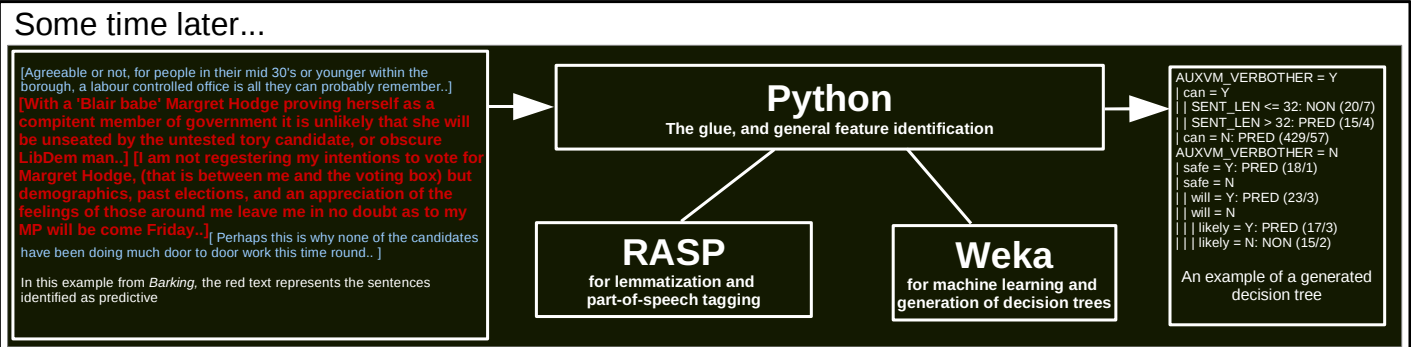 Some time later...
[Agreeable or not, for people in their mid 30's or younger within the
borough, a labour controlled office is all they can probably remember..]
[With a 'Blair babe' Margret Hodge proving herself as a
compitent member of government it is unlikely that she will
be unseated by the untested tory candidate, or obscure
LibDem man..] [I am not regestering my intentions to vote for
Margret Hodge, (that is between me and the voting box) but
demographics, past elections, and an appreciation of the
feelings of those around me leave me in no doubt as to my
MP will be come Friday..][ Perhaps this is why none of the candidates
have been doing much door to door work this time round.. ]
In this example from Barking, the red text represents the sentences
identified as predictive
Python
The glue, and general feature identification
RASP
for lemmatization and
part-of-speech tagging
Weka
for machine learning and
generation of decision trees
AUXVM_VERBOTHER = Y
| can = Y
| | SENT_LEN <= 32: NON (20/7)
| | SENT_LEN > 32: PRED (15/4)
| can = N: PRED (429/57)
AUXVM_VERBOTHER = N
| safe = Y: PRED (18/1)
| safe = N
| | will = Y: PRED (23/3)
| | will = N
| | | likely = Y: PRED (17/3)
| | | likely = N: NON (15/2)
An example of a generated
decision tree